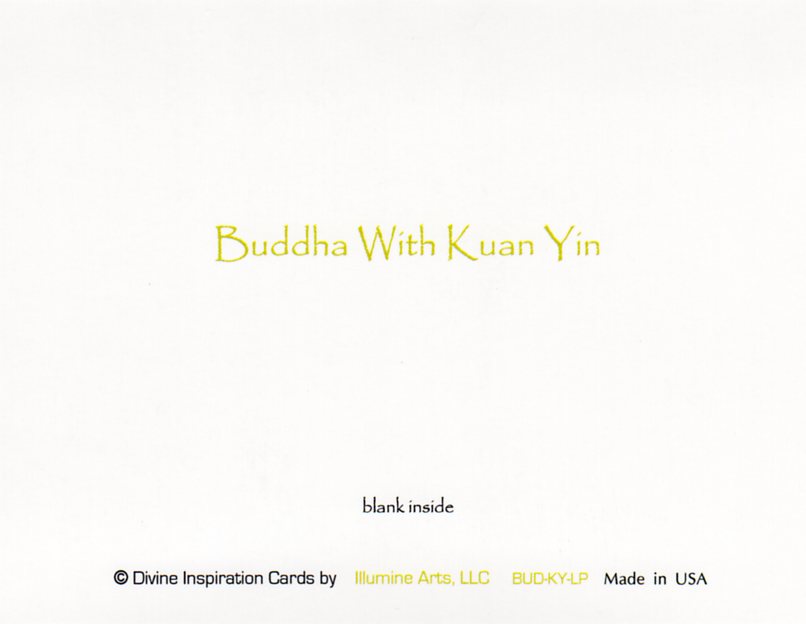 Buddha With Kuan Yin
blank inside
© Divine Inspiration Cards by Illumine Arts, LLC BUD-KY-LP Made in USA